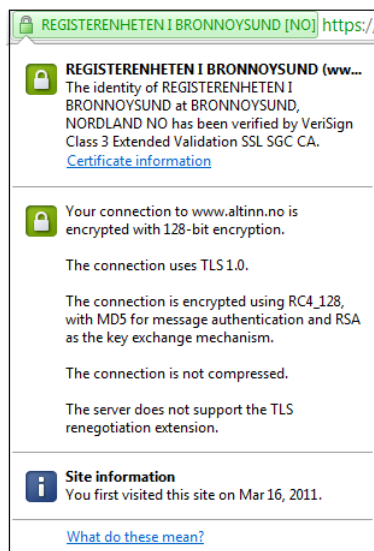 REGISTERENHETEN I BRONNOYSUND [NO] https:/
REGISTERENHETEN I BRONNOYSUND (ww...
The identity of REGISTERENHETEN I
BRONNOYSUND at BRONNOYSUND,
NORDLAND NO has been verified by VeriSign
Class 3 Extended Validation SSL SGC CA.
Certificate information
Your connection to www.altinn.no is
encrypted with 128-bit encryption.
The connection uses TLS 1.0.
The connection is encrypted using RC4_128,
with MD5 for message authentication and RSA
as the key exchange mechanism.
The connection is not compressed.
The server does not support the TLS
renegotiation extension.
Site information
You first visited this site on Mar 16, 2011.
What do these mean?